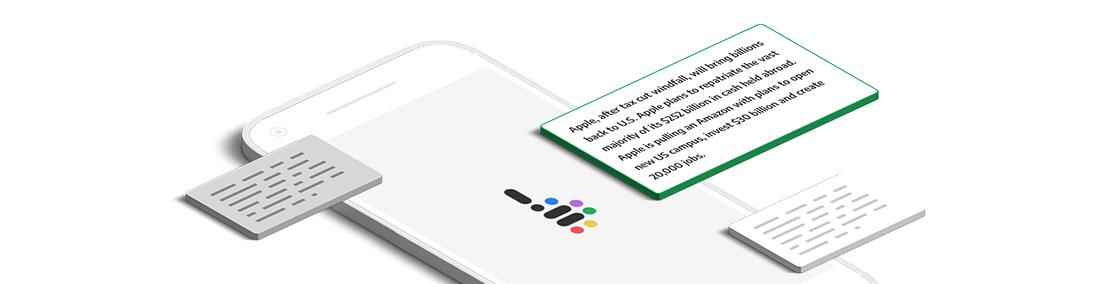 Apple, after tax cut windfall, will bring billions
back to U.S. Apple plans to repatriate the vast
majority of its $252 billion in cash held abroad.
Apple is pulling an Amazon with plans to open
new US campus, invest $30 billion and create
20,000 jobs.